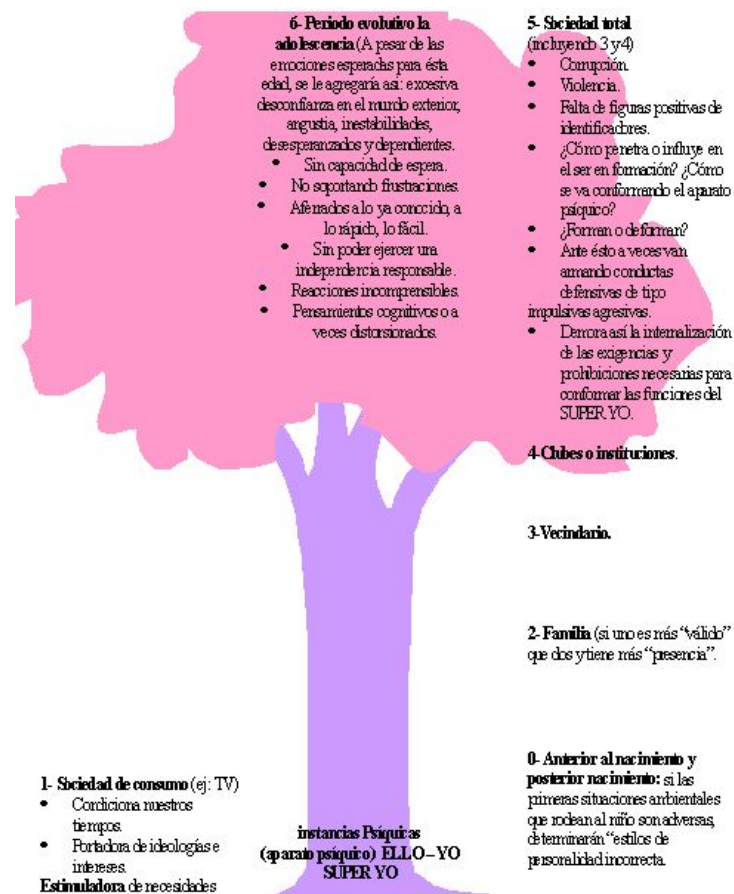 6- Periodo evolutivo la
adolescencia (A pesar de las
emociones esperadas para ésta
edad, se le agregaría asi: excesiva
desconfianza en el mundo exterior,
angustia, inestabilidades,
desesperanzados y dependientes.
• Sin capacidad de espera.
• No soportando frustraciones.
• Aferrados a lo ya conocido, a
lo rápido, lo fácil.
• Sin poder ejercer una
independencia responsable.
• Reacciones incomprensibles.
• Pensamientos cognitivos o a
veces distorsionados.
5- Sociedad total
(incluyendo 3 y 4)
• Corrupción.
• Violencia.
• Falta de figuras positivas de
identificadores.
• ¿Cómo penetra o influye en
el ser en formación? ¿Cómo
se va conformando el aparato
psíquico?
• ¿Forman o deforman?
• Ante ésto a veces van
armando conductas
defensivas de tipo
impulsivas agresivas.
• Demora así la internalización
de las exigencias y
prohibiciones necesarias para
conformar las funciones del
SUPER YO.
4-Clubes o instituciones.
3-Vecindario.
2- Familia (si uno es más “válido”
que dos y tiene más “presencia”.
0- Anterior al nacimiento y
posterior nacimiento: si las
primeras situaciones ambientales
que rodean al niño son adversas,
determinarán “estilos de
personalidad incorrecta.
1- Sociedad de consumo (ej: TV)
• Condiciona nuestros
tiempos.
• Portadora de ideologías e
intereses.
Estimuladora de necesidades
instancias Psíquicas
(aparato psíquico) ELLO – YO
SUPER YO